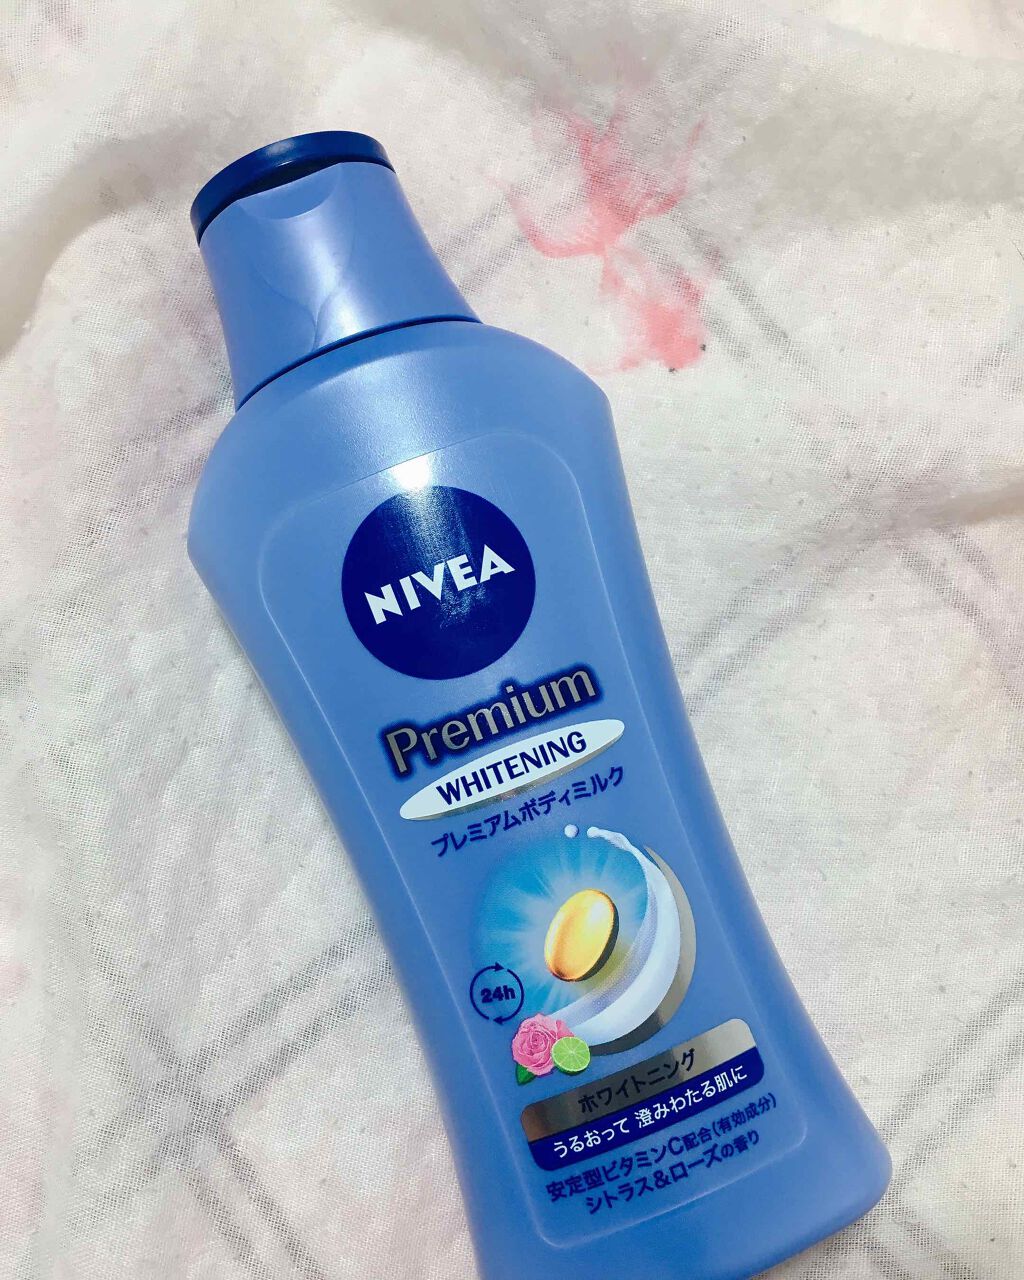 NIVEA
Premium
WHITENING
プレミアムボディミルク
24h
ホワイトニング
うるおって 澄みわたる肌に
安定型ビタミンC配合(有効成分)
シトラス&ローズの香り